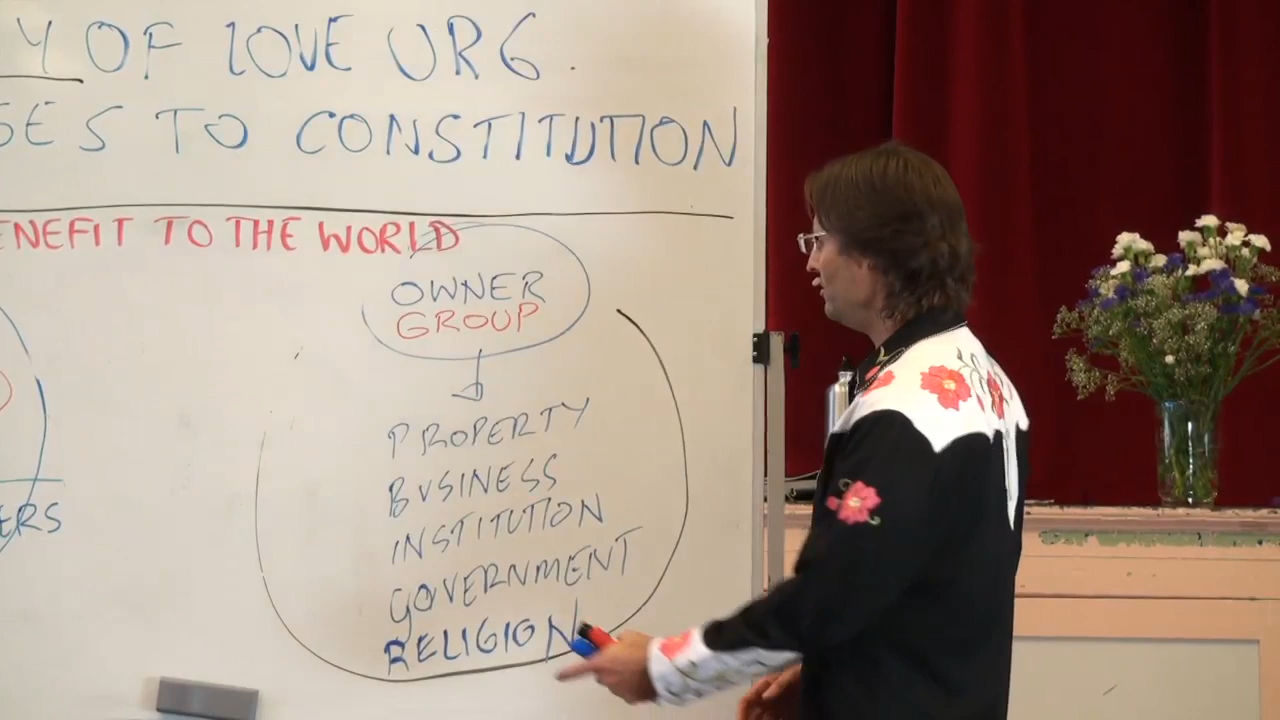 Y OF LOVE URG.
SES TO CONSTITUTION
ENEFIT TO THE WORLD
OWNER
GROUP
PROPERTY
BUSINESS
INSTITUTION
GOVERNMENT
RELIGION
ERS